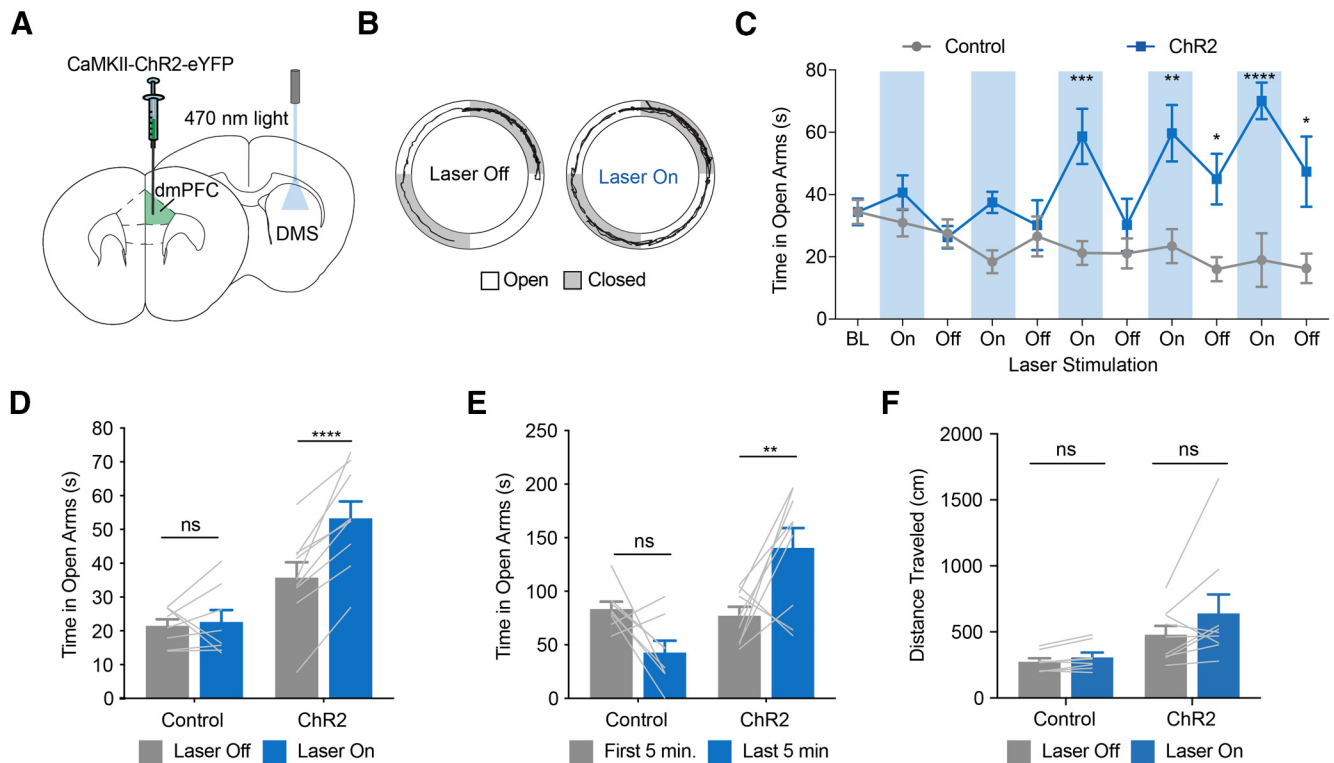 A
CaMKII-ChR2-eYFP
470 nm light
dmPFC
DMS
B
Laser Off
Laser On
Open
Closed
C
Control
ChR2
Time in Open Arms (s)
80
60
40
20
0
***
**
*
****
*
BL
On
Off
On
Off
On
Off
On
Off
On
Off
Laser Stimulation
D
Time in Open Arms (s)
80
70
60
50
40
30
20
10
0
ns
****
Control
ChR2
Laser Off
Laser On
E
Time in Open Arms (s)
250
200
150
100
50
0
ns
**
Control
ChR2
First 5 min.
Last 5 min
F
Distance Traveled (cm)
2000
1500
1000
500
0
ns
ns
Control
ChR2
Laser Off
Laser On